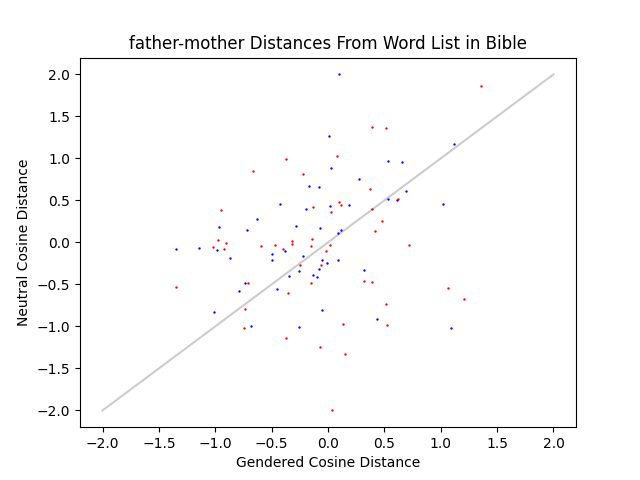 father-mother Distances From Word List in Bible
2.0
1.5
1.0
0.5
0.0
−0.5
−1.0
−1.5
−2.0
Neutral Cosine Distance
−2.0 −1.5 −1.0 −0.5 0.0 0.5 1.0 1.5 2.0
Gendered Cosine Distance